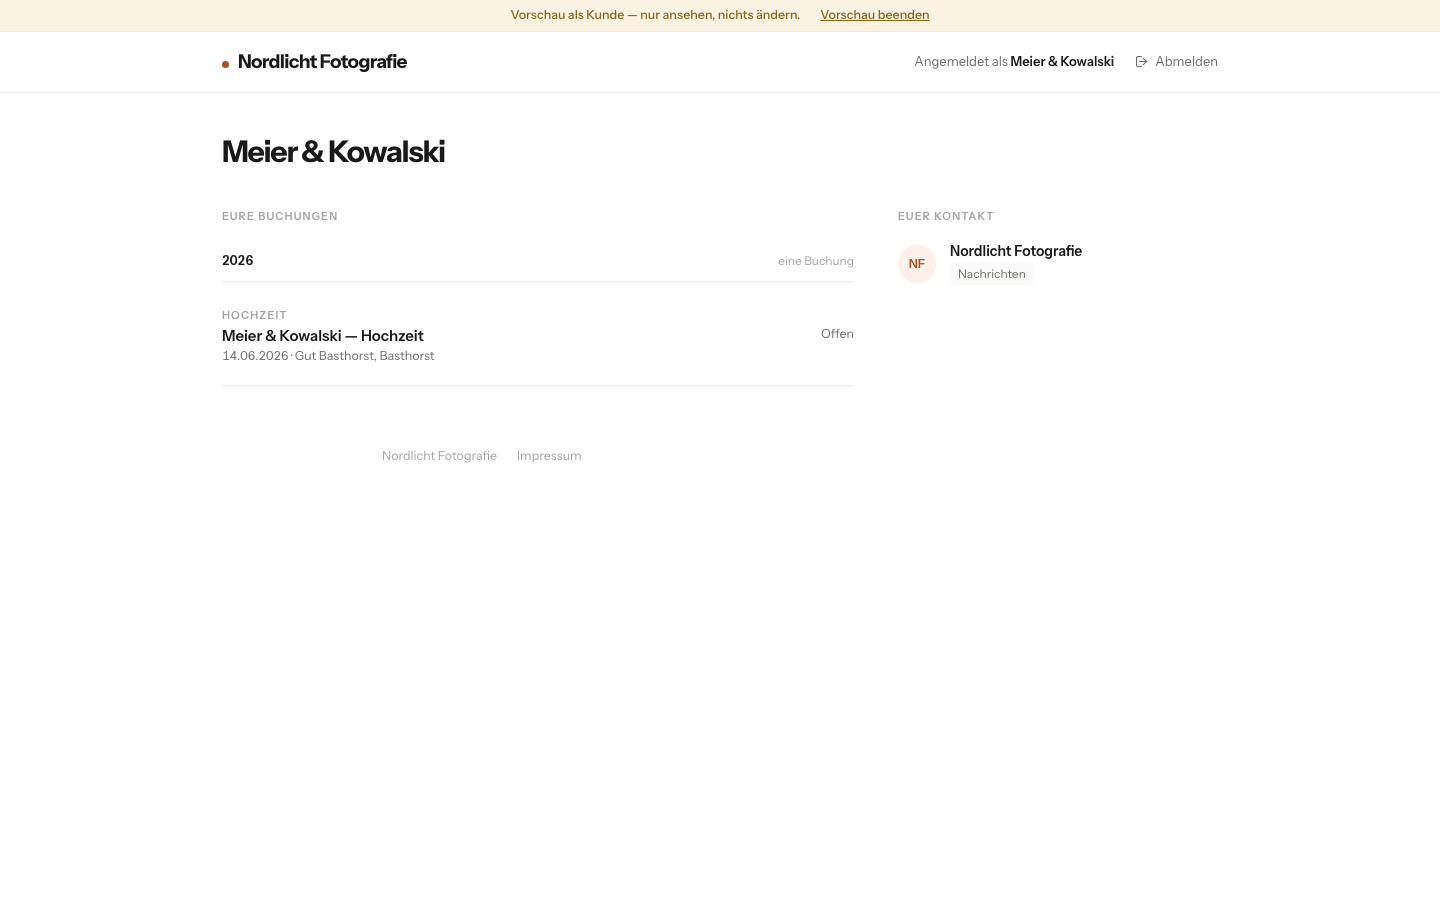 Vorschau als Kunde — nur ansehen, nichts ändern. Vorschau beenden
Nordlicht Fotografie
Angemeldet als Meier & Kowalski Abmelden
Meier & Kowalski
EURE BUCHUNGEN
2026 eine Buchung
HOCHZEIT
Meier & Kowalski — Hochzeit
14.06.2026 · Gut Basthorst, Basthorst
Offen
EUER KONTAKT
NF
Nordlicht Fotografie
Nachrichten
Nordlicht Fotografie Impressum